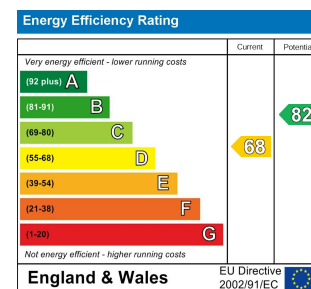 Energy Efficiency Rating
Current
Potentia
Very energy efficient - lower running costs
(92 plus) A
(81-91) B
82
(69-80) C
(55-68) D
68
(39-54) E
(21-38) F
(1-20) G
Not energy efficient - higher running costs
England & Wales
EU Directive
2002/91/EC